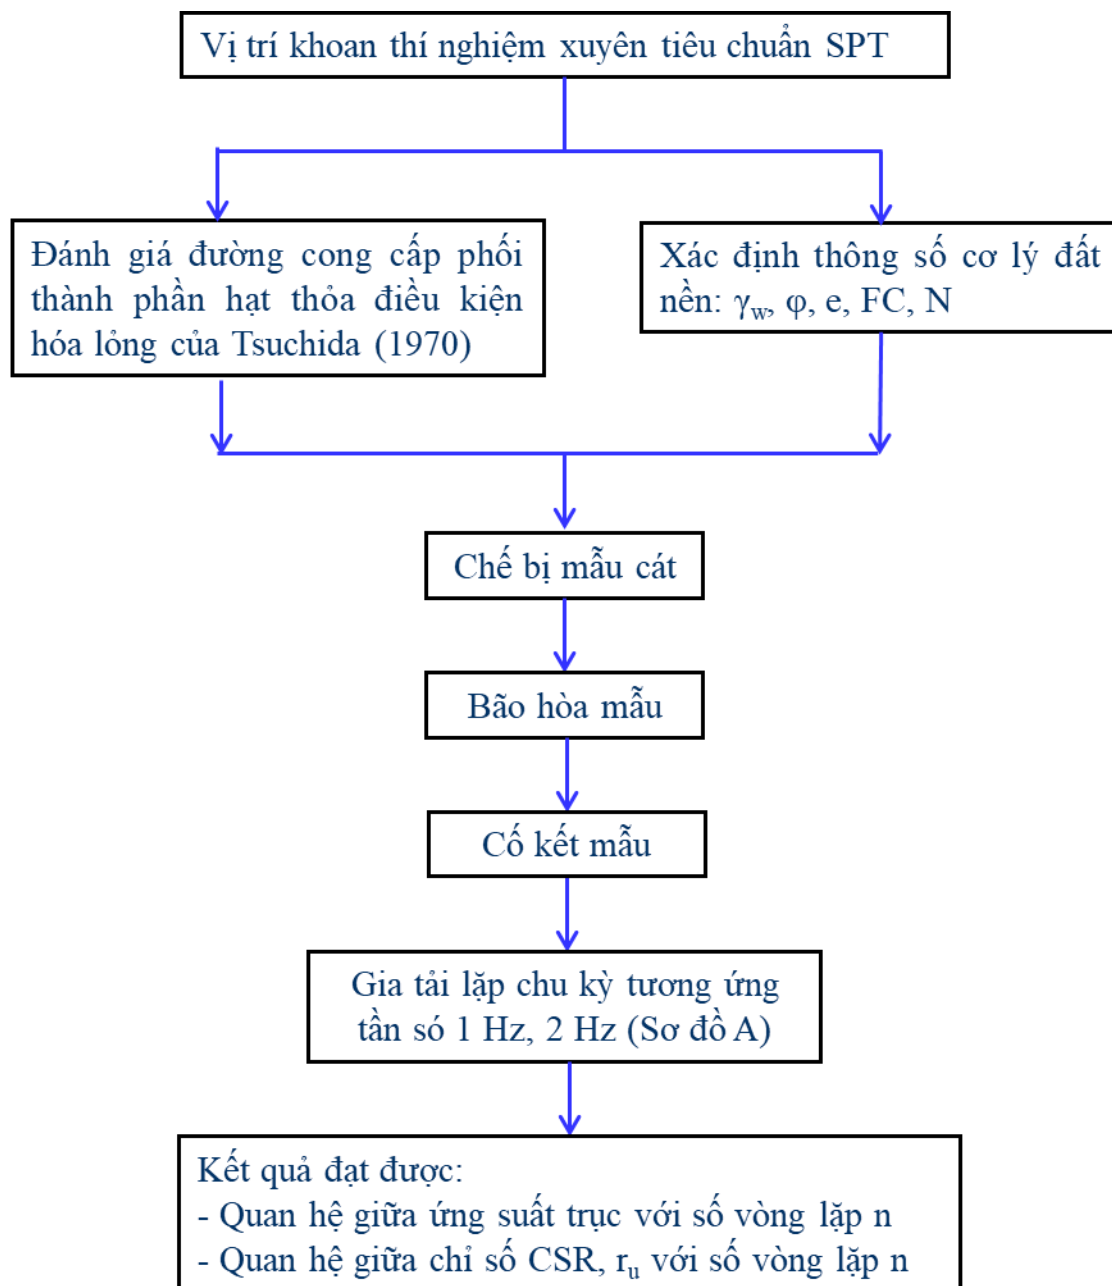 Vị trí khoan thí nghiệm xuyên tiêu chuẩn SPT
Đánh giá đường cong cấp phối
thành phần hạt thỏa điều kiện
hóa lỏng của Tsuchida (1970)
Xác định thông số cơ lý đất
nền: γw, φ, e, FC, N
Chế bị mẫu cát
Bão hòa mẫu
Cố kết mẫu
Gia tải lặp chu kỳ tương ứng
tần só 1 Hz, 2 Hz (Sơ đồ A)
Kết quả đạt được:
- Quan hệ giữa ứng suất trục với số vòng lặp n
- Quan hệ giữa chỉ số CSR, ru với số vòng lặp n